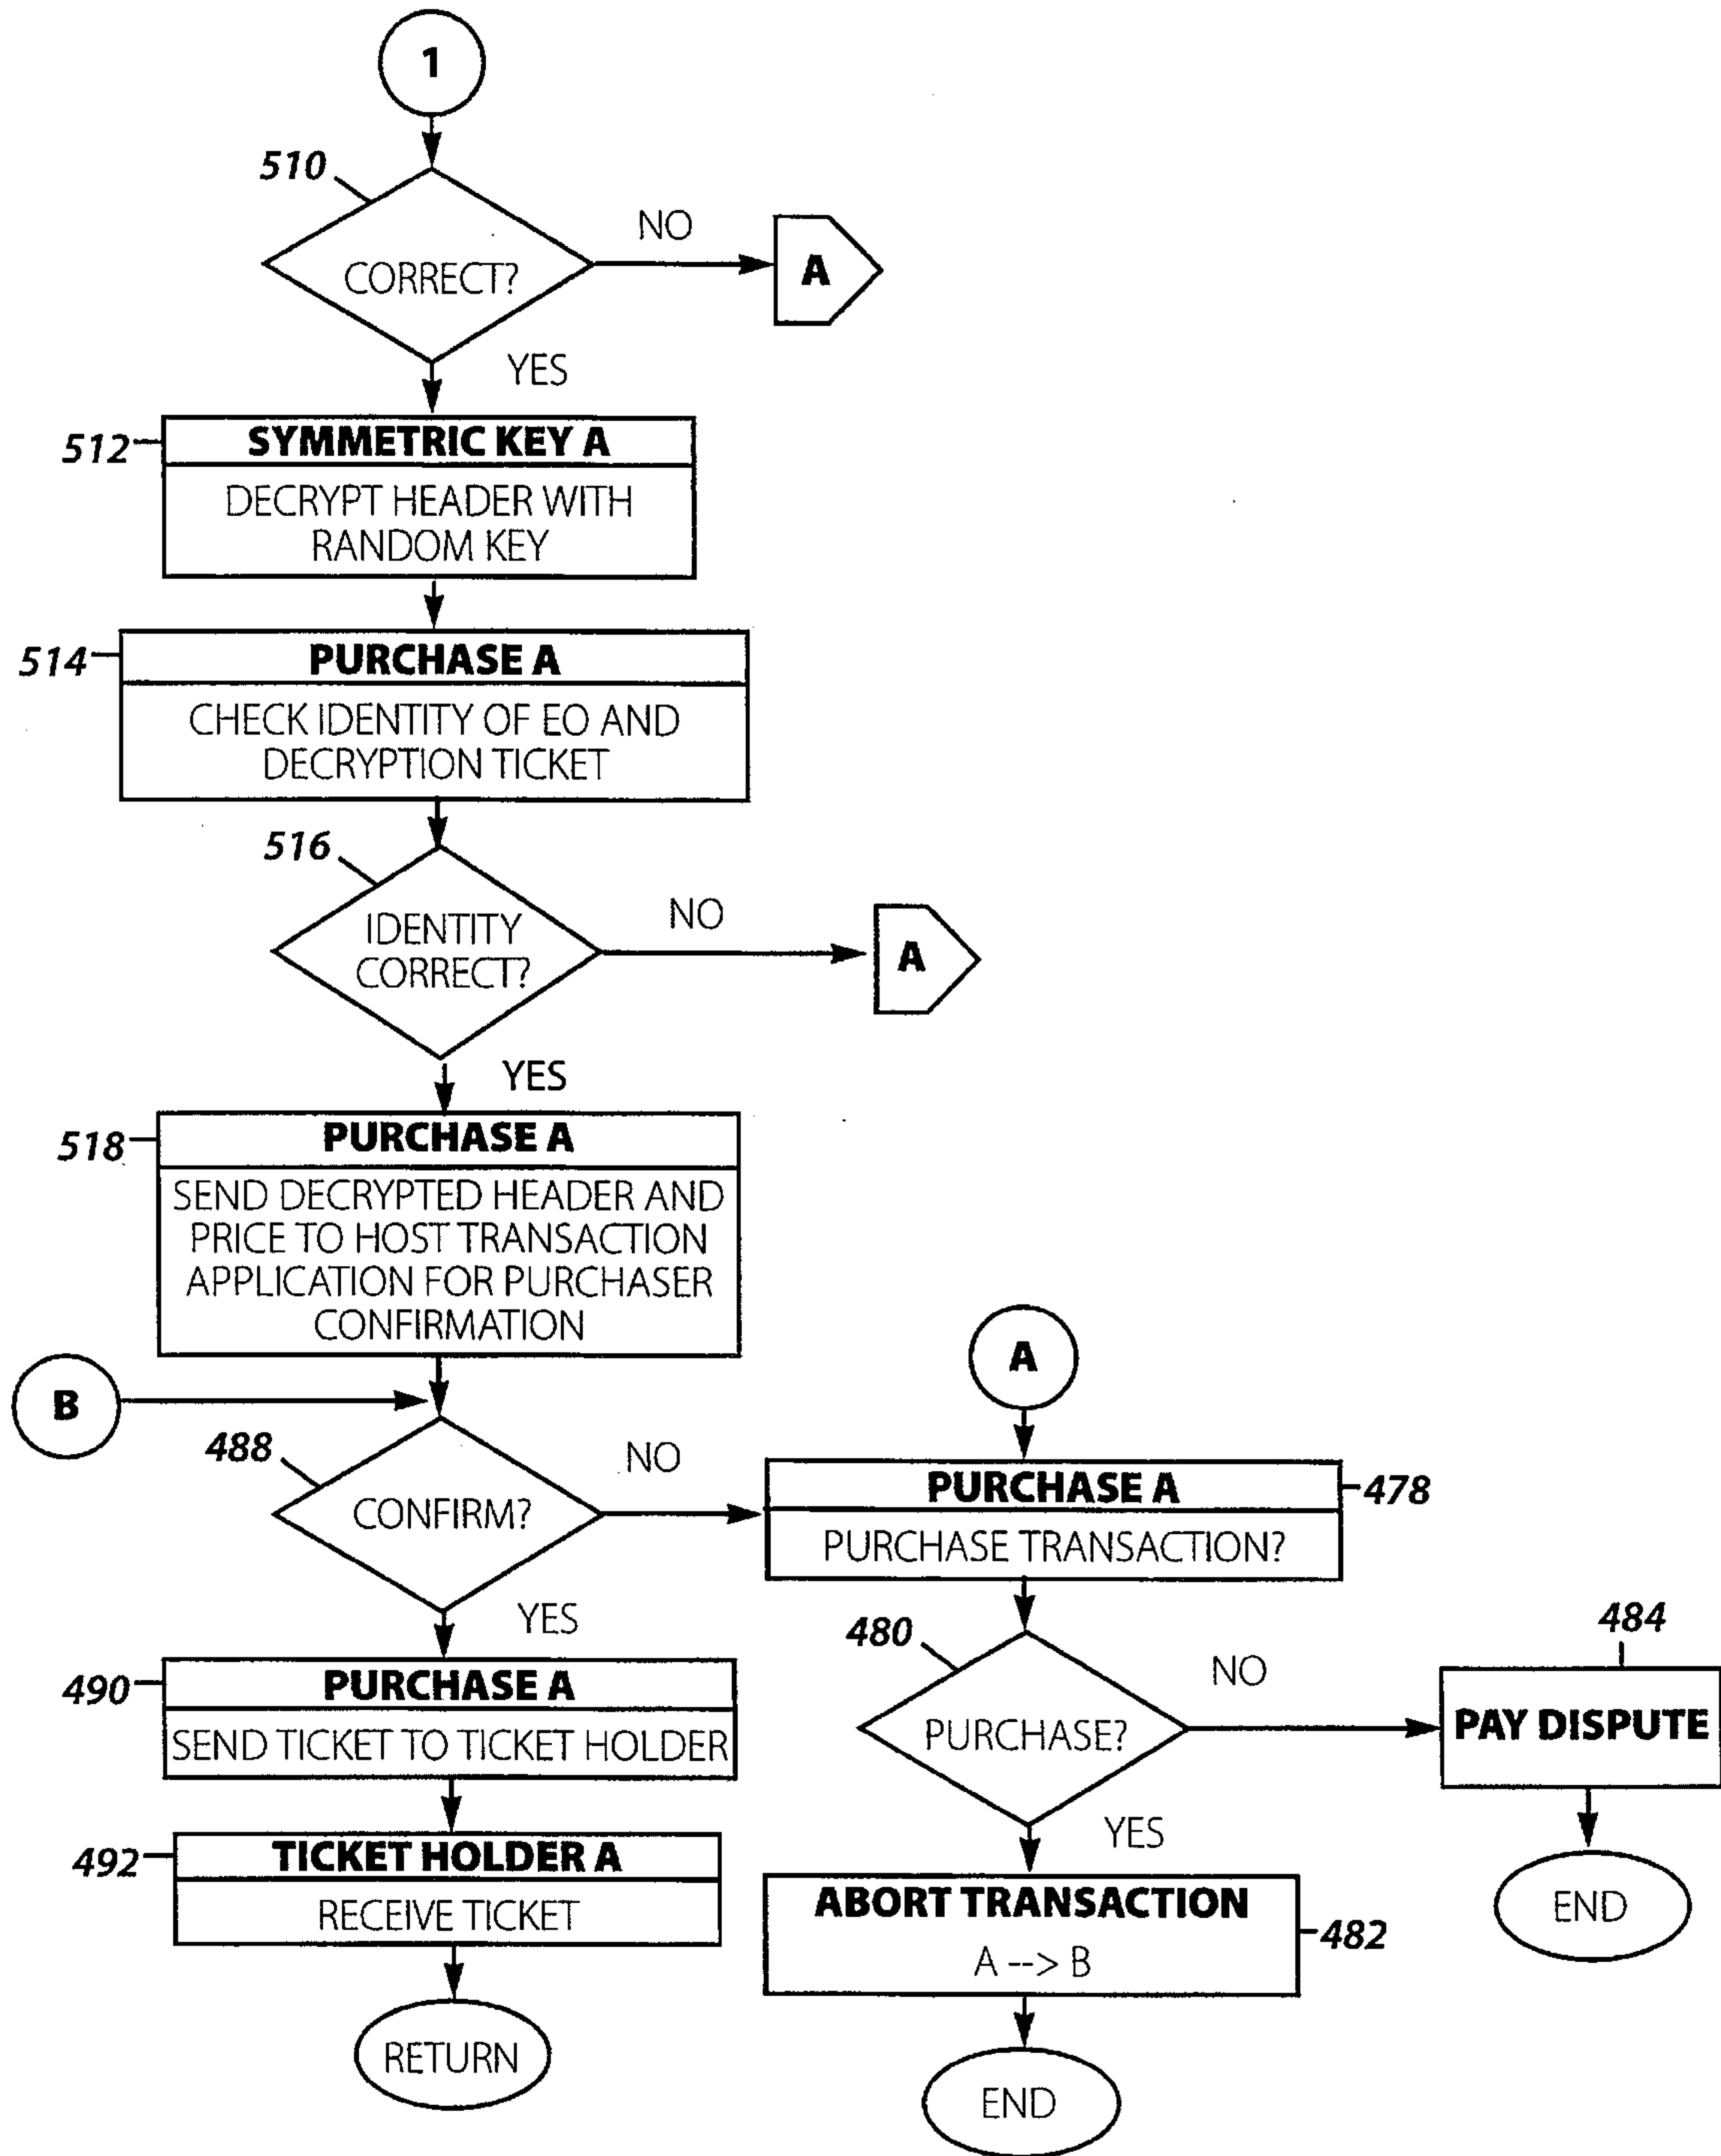 1
510
CORRECT?
NO
A
YES
512
SYMMETRIC KEY A
DECRYPT HEADER WITH
RANDOM KEY
514
PURCHASE A
CHECK IDENTITY OF EO AND
DECRYPTION TICKET
516
IDENTITY
CORRECT?
NO
A
YES
518
PURCHASE A
SEND DECRYPTED HEADER AND
PRICE TO HOST TRANSACTION
APPLICATION FOR PURCHASER
CONFIRMATION
B
488
CONFIRM?
NO
YES
490
PURCHASE A
SEND TICKET TO TICKET HOLDER
492
TICKET HOLDER A
RECEIVE TICKET
RETURN
A
PURCHASE A
478
PURCHASE TRANSACTION?
480
PURCHASE?
NO
484
PAY DISPUTE
END
YES
ABORT TRANSACTION
482
A --> B
END